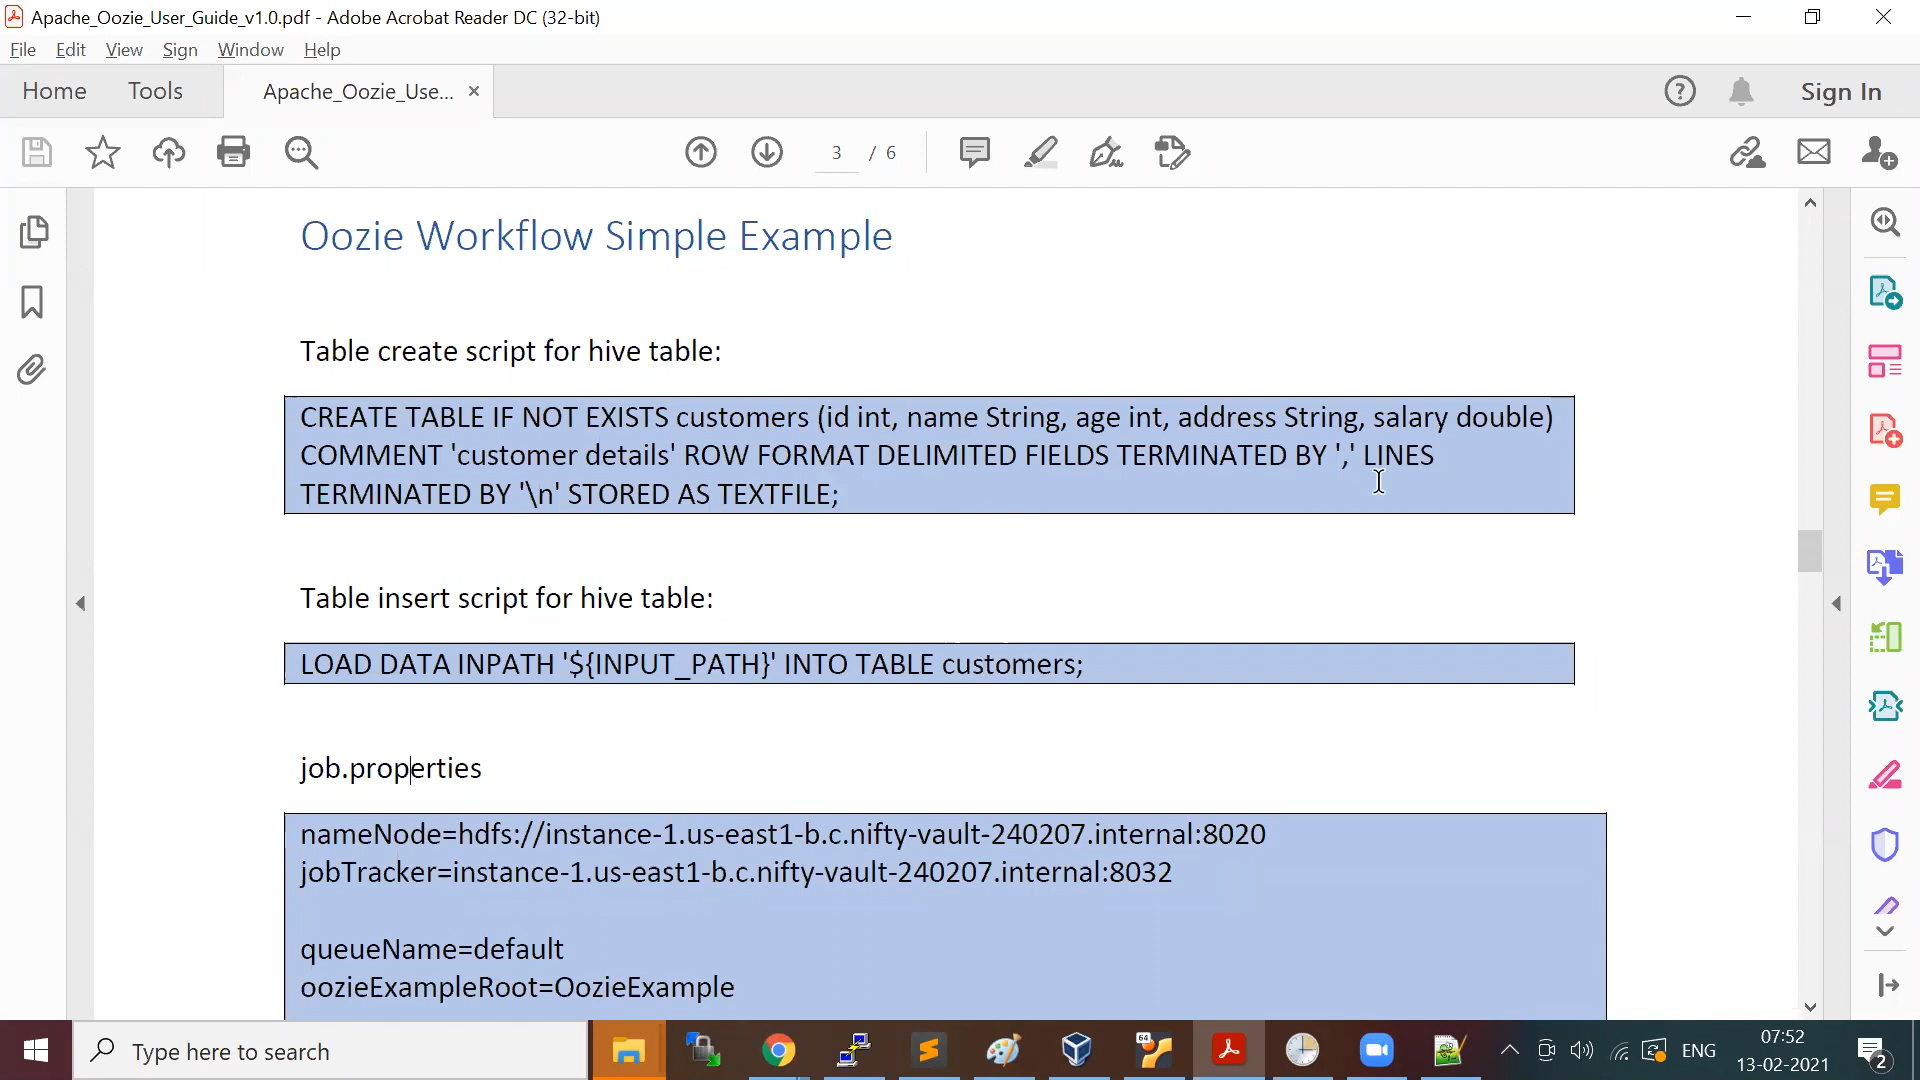 Apache_Oozie_User_Guide_v1.0.pdf - Adobe Acrobat Reader DC (32-bit)
File Edit View Sign Window Help
Home Tools Apache_Oozie_Use... × Sign In
3 / 6
Oozie Workflow Simple Example
Table create script for hive table:
CREATE TABLE IF NOT EXISTS customers (id int, name String, age int, address String, salary double)
COMMENT 'customer details' ROW FORMAT DELIMITED FIELDS TERMINATED BY ',' LINES
TERMINATED BY '\n' STORED AS TEXTFILE;
Table insert script for hive table:
LOAD DATA INPATH '${INPUT_PATH}' INTO TABLE customers;
job.properties
nameNode=hdfs://instance-1.us-east1-b.c.nifty-vault-240207.internal:8020
jobTracker=instance-1.us-east1-b.c.nifty-vault-240207.internal:8032
queueName=default
oozieExampleRoot=OozieExample
Type here to search
64
ENG
07:52
13-02-2021
2